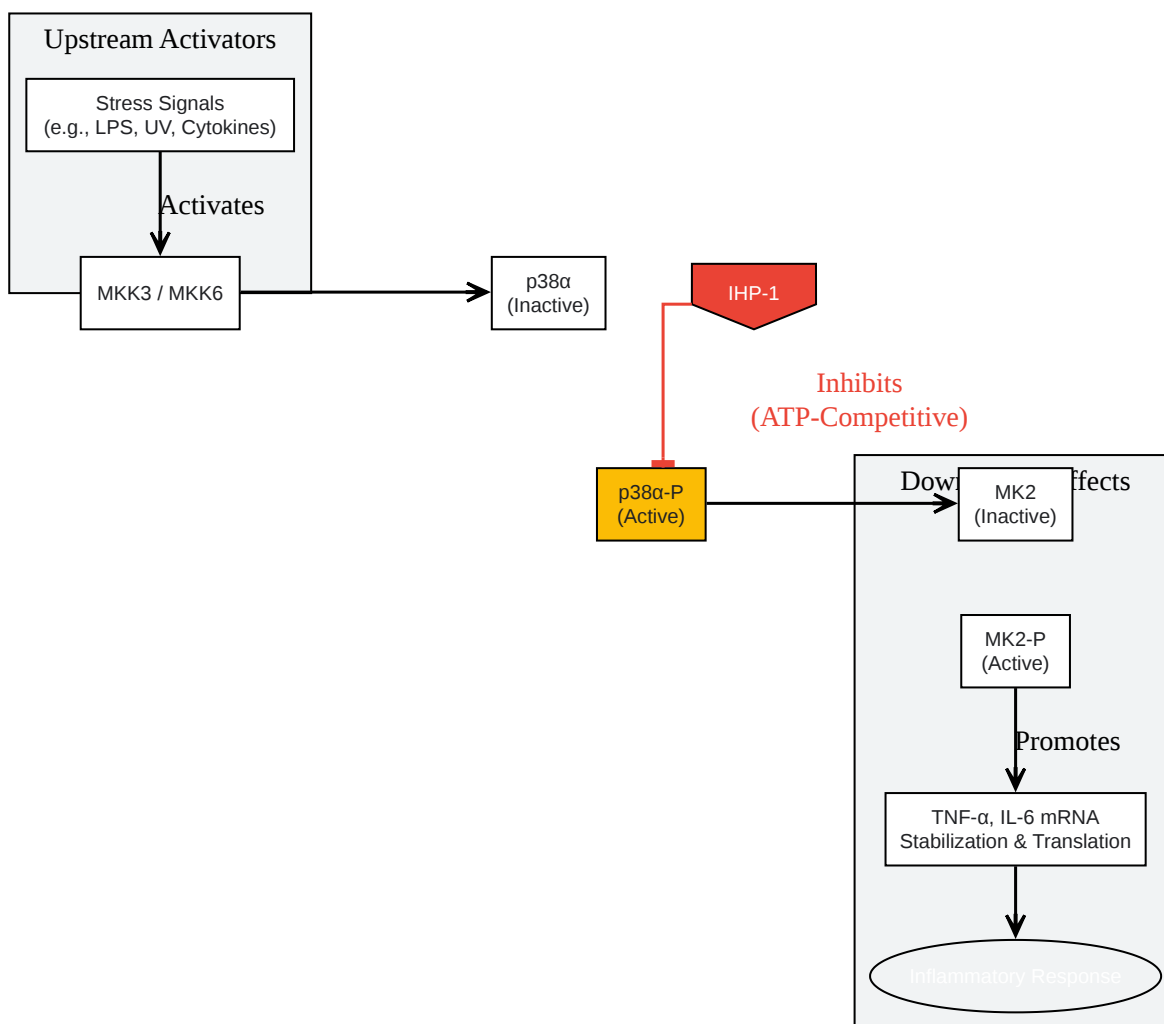 Upstream Activators
Stress Signals
(e.g., LPS, UV, Cytokines)
Activates
MKK3 / MKK6
p38α
(Inactive)
IHP-1
Inhibits
(ATP-Competitive)
p38α-P
(Active)
MK2
(Inactive)
MK2-P
(Active)
Promotes
TNF-α, IL-6 mRNA
Stabilization & Translation
Inflammatory Response